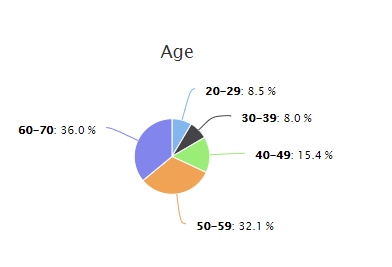 Age
20–29: 8.5 %
30–39: 8.0 %
40–49: 15.4 %
50–59: 32.1 %
60–70: 36.0 %